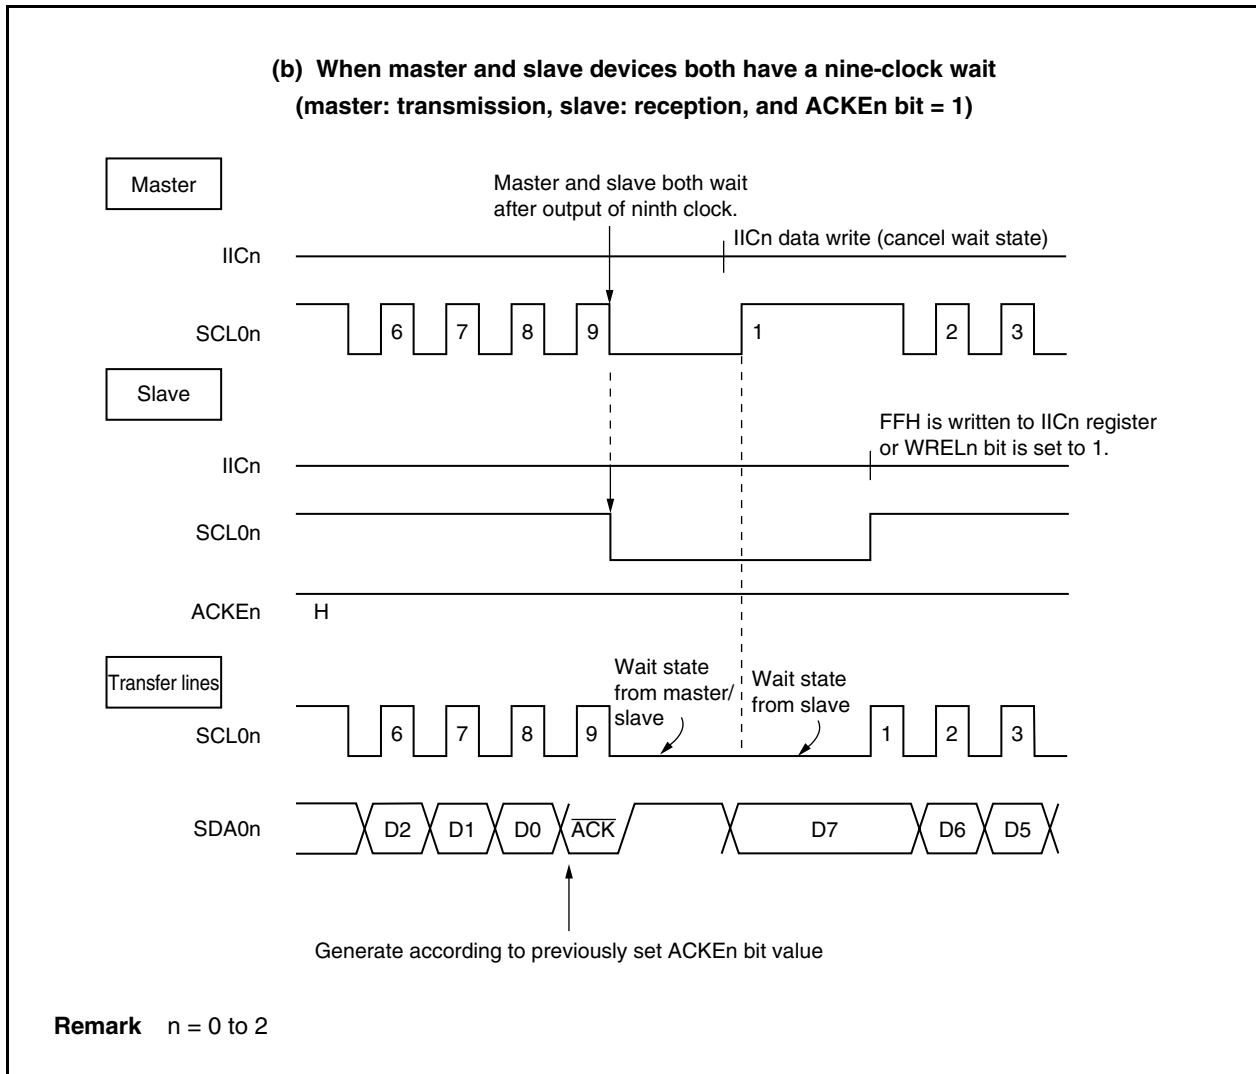 (b) When master and slave devices both have a nine-clock wait
(master: transmission, slave: reception, and ACKEn bit = 1)
Master
Master and slave both wait
after output of ninth clock.
IICn data write (cancel wait state)
IICn
SCL0n
6 7 8 9 1 2 3
Slave
FFH is written to IICn register
or WRELn bit is set to 1.
IICn
SCL0n
ACKEn H
Transfer lines
Wait state
from master/
slave
Wait state
from slave
SCL0n
6 7 8 9 1 2 3
SDA0n
D2 D1 D0 ACK D7 D6 D5
Generate according to previously set ACKEn bit value
Remark n = 0 to 2